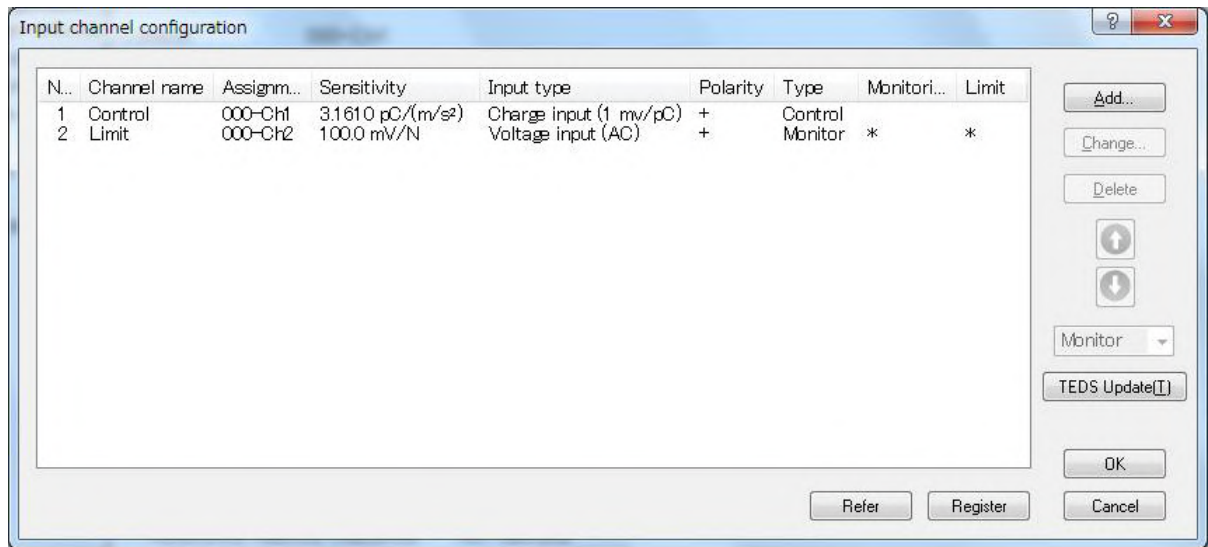 Input channel configuration
N... Channel name Assignm... Sensitivity Input type Polarity Type Monitori... Limit
1 Control 000-Ch1 3.1610 pC/(m/s²) Charge input (1 mv/pC) + Control
2 Limit 000-Ch2 100.0 mV/N Voltage input (AC) + Monitor * *
Add...
Change...
Delete
Monitor
TEDS Update(T)
OK
Refer Register Cancel